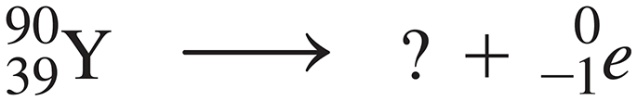 ⁹⁰₃₉Y ⟶ ? + ⁰₋₁e